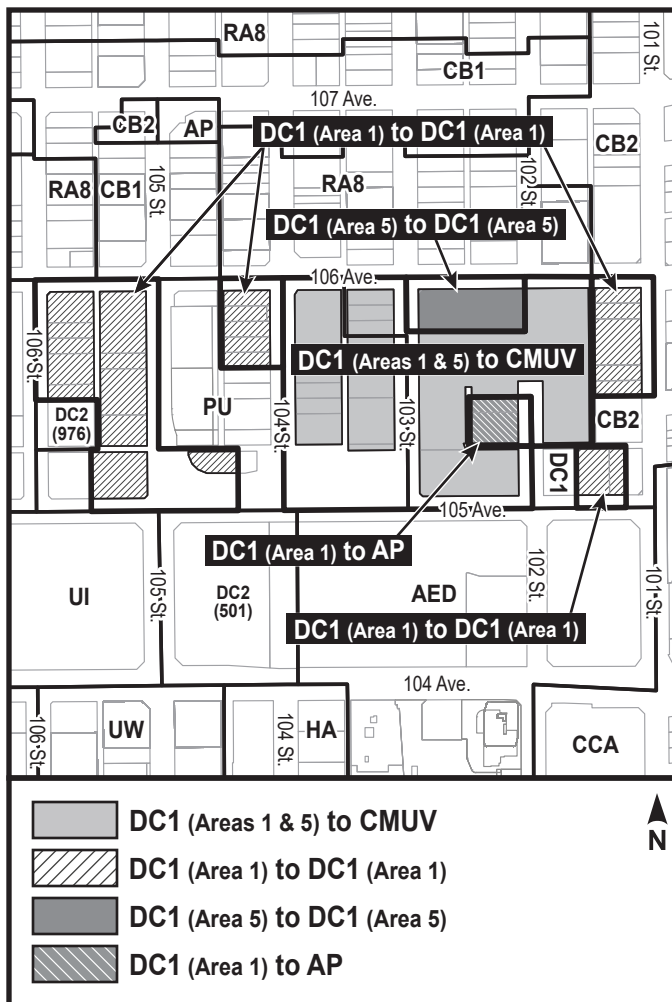 RA8
101 St.
CB1
107 Ave.
CB2
AP
DC1 (Area 1) to DC1 (Area 1)
CB2
RA8
CB1
105 St.
RA8
102 St.
DC1 (Area 5) to DC1 (Area 5)
106 Ave.
106 St.
DC1 (Areas 1 & 5) to CMUV
DC2
(976)
PU
104 St.
103 St.
CB2
DC1
105 Ave.
DC1 (Area 1) to AP
UI
105 St.
DC2
(501)
AED
102 St.
101 St.
DC1 (Area 1) to DC1 (Area 1)
104 Ave.
106 St.
UW
104 St.
HA
CCA
DC1 (Areas 1 & 5) to CMUV
N
DC1 (Area 1) to DC1 (Area 1)
DC1 (Area 5) to DC1 (Area 5)
DC1 (Area 1) to AP